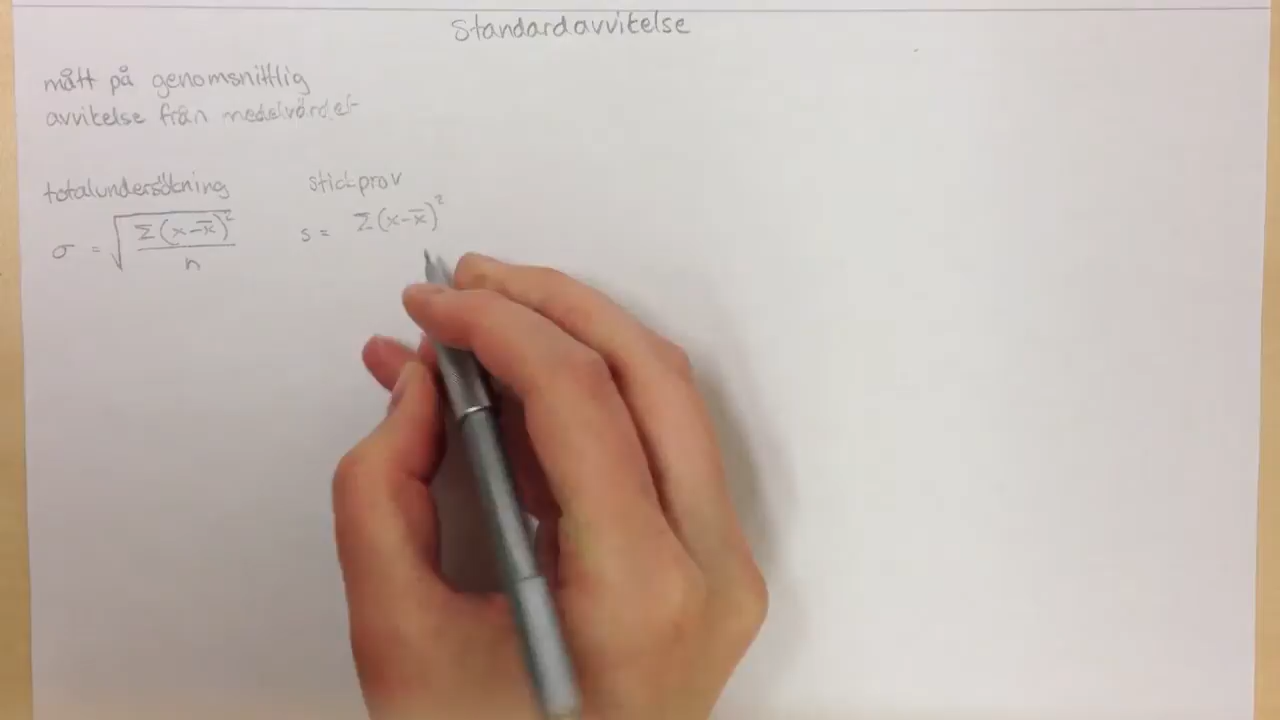 Standardavvikelse
mått på genomsnittlig
avvikelse från medelvärdet
totalundersökning
stickprov
σ = √(Σ(x-x̄)²/n)
s = Σ(x-x̄)²